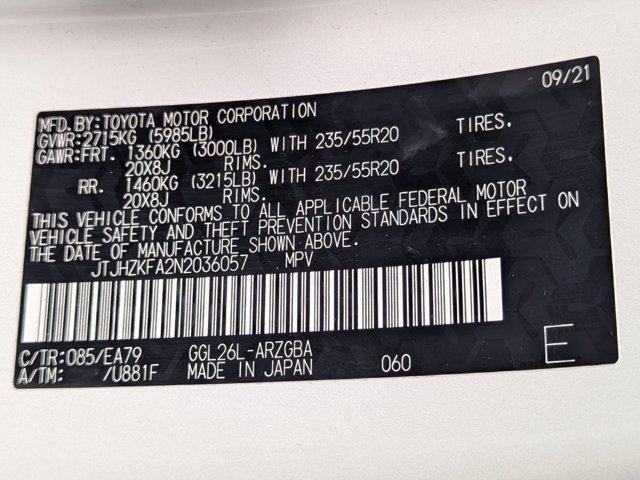 09/21
MFD.BY:TOYOTA MOTOR CORPORATION
GVWR:2715KG (5985LB)
GAWR:FRT. 1360KG (3000LB) WITH 235/55R20 TIRES.
20X8J RIMS.
RR. 1460KG (3215LB) WITH 235/55R20 TIRES.
20X8J RIMS.
THIS VEHICLE CONFORMS TO ALL APPLICABLE FEDERAL MOTOR
VEHICLE SAFETY AND THEFT PREVENTION STANDARDS IN EFFECT ON
THE DATE OF MANUFACTURE SHOWN ABOVE.
JTJHZKFA2N2036057 MPV
C/TR:085/EA79 GGL26L-ARZGBA
A/TM: /U881F MADE IN JAPAN 060 E